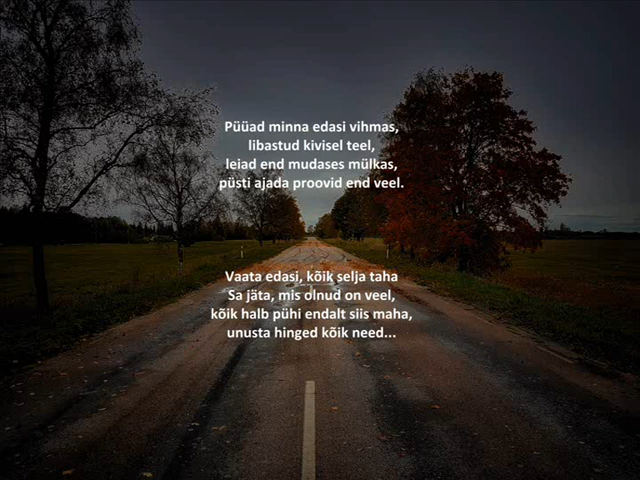 Püüad minna edasi vihmas,
libastud kivisel teel,
leiad end mudases mülkas,
püsti ajada proovid end veel.
Vaata edasi, kõik selja taha
Sa jäta, mis olnud on veel,
kõik halb pühi endalt siis maha,
unusta hinged kõik need...